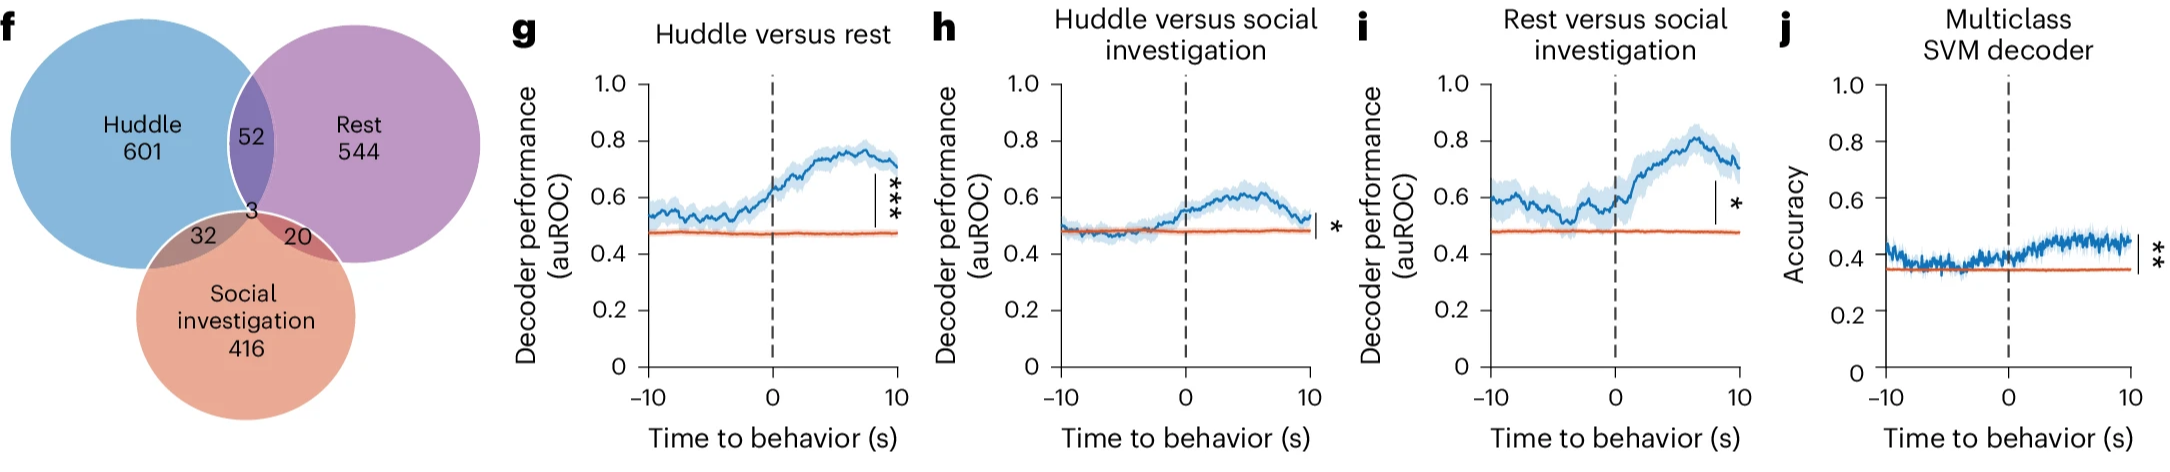 f
Huddle
601
52
Rest
544
3
32
20
Social
investigation
416
g
Huddle versus rest
Decoder performance
(auROC)
1.0
0.8
0.6
0.4
0.2
0
***
–10
0
10
Time to behavior (s)
h
Huddle versus social
investigation
Decoder performance
(auROC)
1.0
0.8
0.6
0.4
0.2
0
*
–10
0
10
Time to behavior (s)
i
Rest versus social
investigation
Decoder performance
(auROC)
1.0
0.8
0.6
0.4
0.2
0
*
–10
0
10
Time to behavior (s)
j
Multiclass
SVM decoder
Accuracy
1.0
0.8
0.6
0.4
0.2
0
**
–10
0
10
Time to behavior (s)